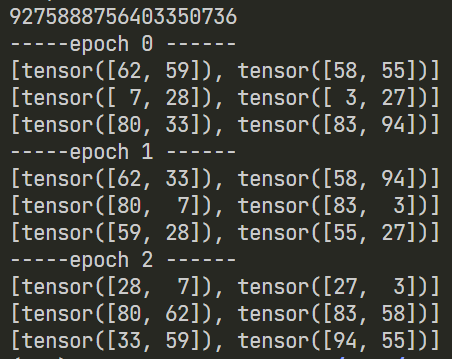 9275888756403350736
-----epoch 0 ------
[tensor([62, 59]), tensor([58, 55])]
[tensor([ 7, 28]), tensor([ 3, 27])]
[tensor([80, 33]), tensor([83, 94])]
-----epoch 1 ------
[tensor([62, 33]), tensor([58, 94])]
[tensor([80,  7]), tensor([83,  3])]
[tensor([59, 28]), tensor([55, 27])]
-----epoch 2 ------
[tensor([28,  7]), tensor([27,  3])]
[tensor([80, 62]), tensor([83, 58])]
[tensor([33, 59]), tensor([94, 55])]